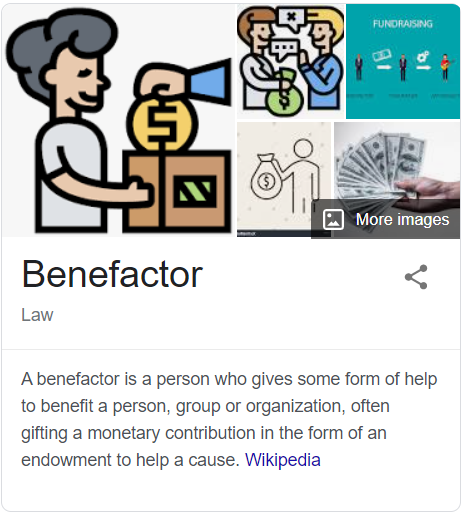 FUNDRAISING
More images
Benefactor
Law
A benefactor is a person who gives some form of help
to benefit a person, group or organization, often
gifting a monetary contribution in the form of an
endowment to help a cause. Wikipedia